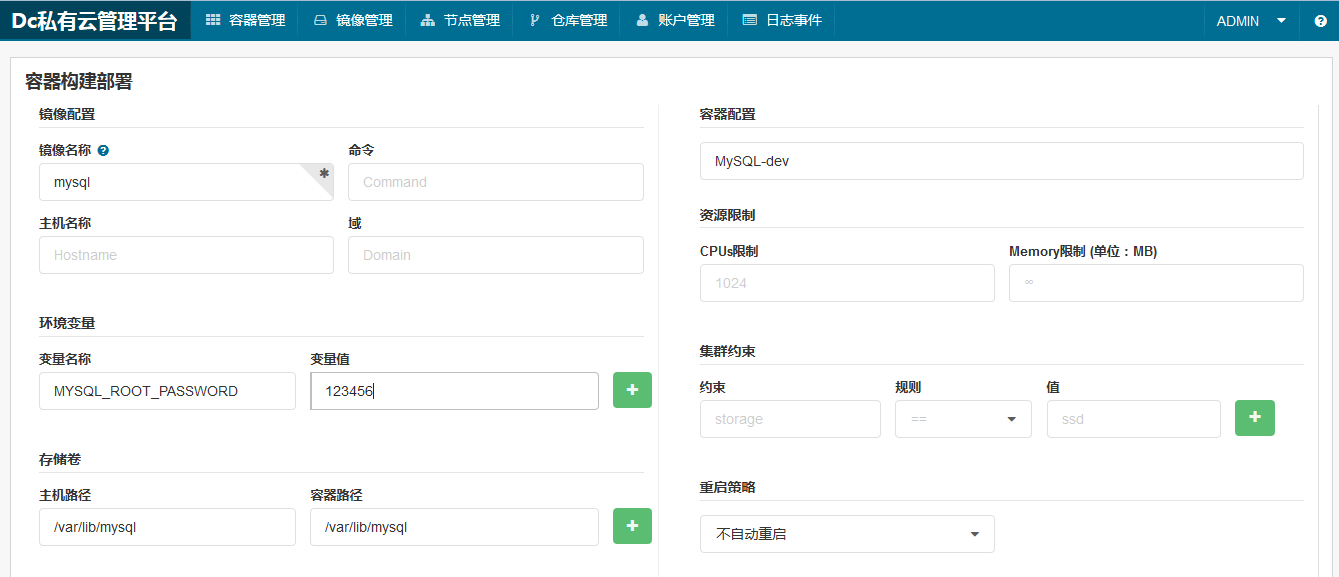 Dc私有云管理平台 容器管理 镜像管理 节点管理 仓库管理 账户管理 日志事件 ADMIN
容器构建部署
镜像配置
镜像名称 命令
mysql Command
主机名称 域
Hostname Domain
环境变量
变量名称 变量值
MYSQL_ROOT_PASSWORD 123456
存储卷
主机路径 容器路径
/var/lib/mysql /var/lib/mysql
容器配置
MySQL-dev
资源限制
CPUs限制 Memory限制 (单位：MB)
1024 ∞
集群约束
约束 规则 值
storage == ssd
重启策略
不自动重启